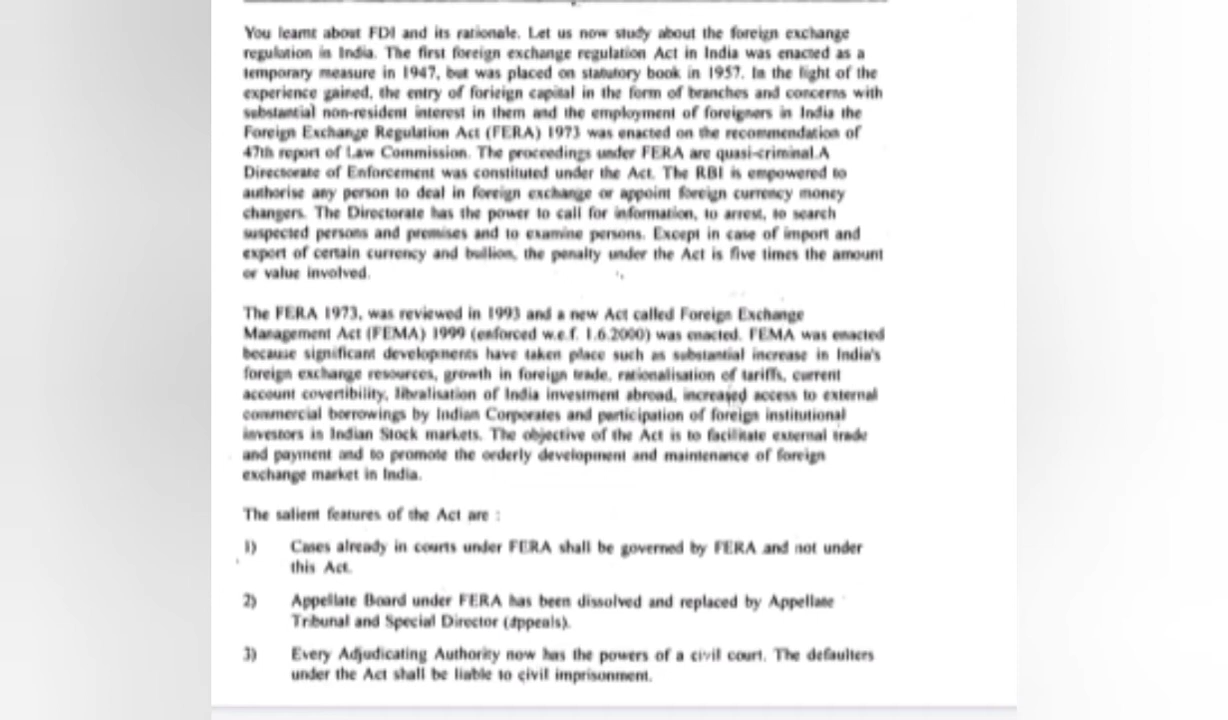 You learnt about FDI and its rationale. Let us now study about the foreign exchange
regulation in India. The first foreign exchange regulation Act in India was enacted as a
temporary measure in 1947, but was placed on statutory book in 1957. In the light of the
experience gained, the entry of forieign capital in the form of branches and concerns with
substantial non-resident interest in them and the employment of foreigners in India the
Foreign Exchange Regulation Act (FERA) 1973 was enacted on the recommendation of
47th report of Law Commission. The proceedings under FERA are quasi-criminal.A
Directorate of Enforcement was constituted under the Act. The RBI is empowered to
authorise any person to deal in foreign exchange or appoint foreign currency money
changers. The Directorate has the power to call for information, to arrest, to search
suspected persons and premises and to examine persons. Except in case of import and
export of certain currency and bullion, the penalty under the Act is five times the amount
or value involved.
The FERA 1973, was reviewed in 1993 and a new Act called Foreign Exchange
Management Act (FEMA) 1999 (enforced w.e.f. 1.6.2000) was enacted. FEMA was enacted
because significant developments have taken place such as substantial increase in India's
foreign exchange resources, growth in foreign trade, rationalisation of tariffs, current
account covertibility, libralisation of India investment abroad, increased access to external
commercial borrowings by Indian Corporates and participation of foreign institutional
investors in Indian Stock markets. The objective of the Act is to facilitate external trade
and payment and to promote the orderly development and maintenance of foreign
exchange market in India.
The salient features of the Act are :
1) Cases already in courts under FERA shall be governed by FERA and not under
this Act.
2) Appellate Board under FERA has been dissolved and replaced by Appellate
Tribunal and Special Director (Appeals).
3) Every Adjudicating Authority now has the powers of a civil court. The defaulters
under the Act shall be liable to civil imprisonment.